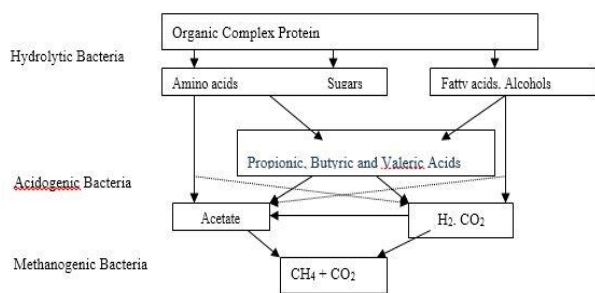 Organic Complex Protein
Hydrolytic Bacteria
Amino acids Sugars Fatty acids, Alcohols
Propionic, Butyric and Valeric Acids
Acidogenic Bacteria
Acetate H2. CO2
Methanogenic Bacteria
CH4 + CO2